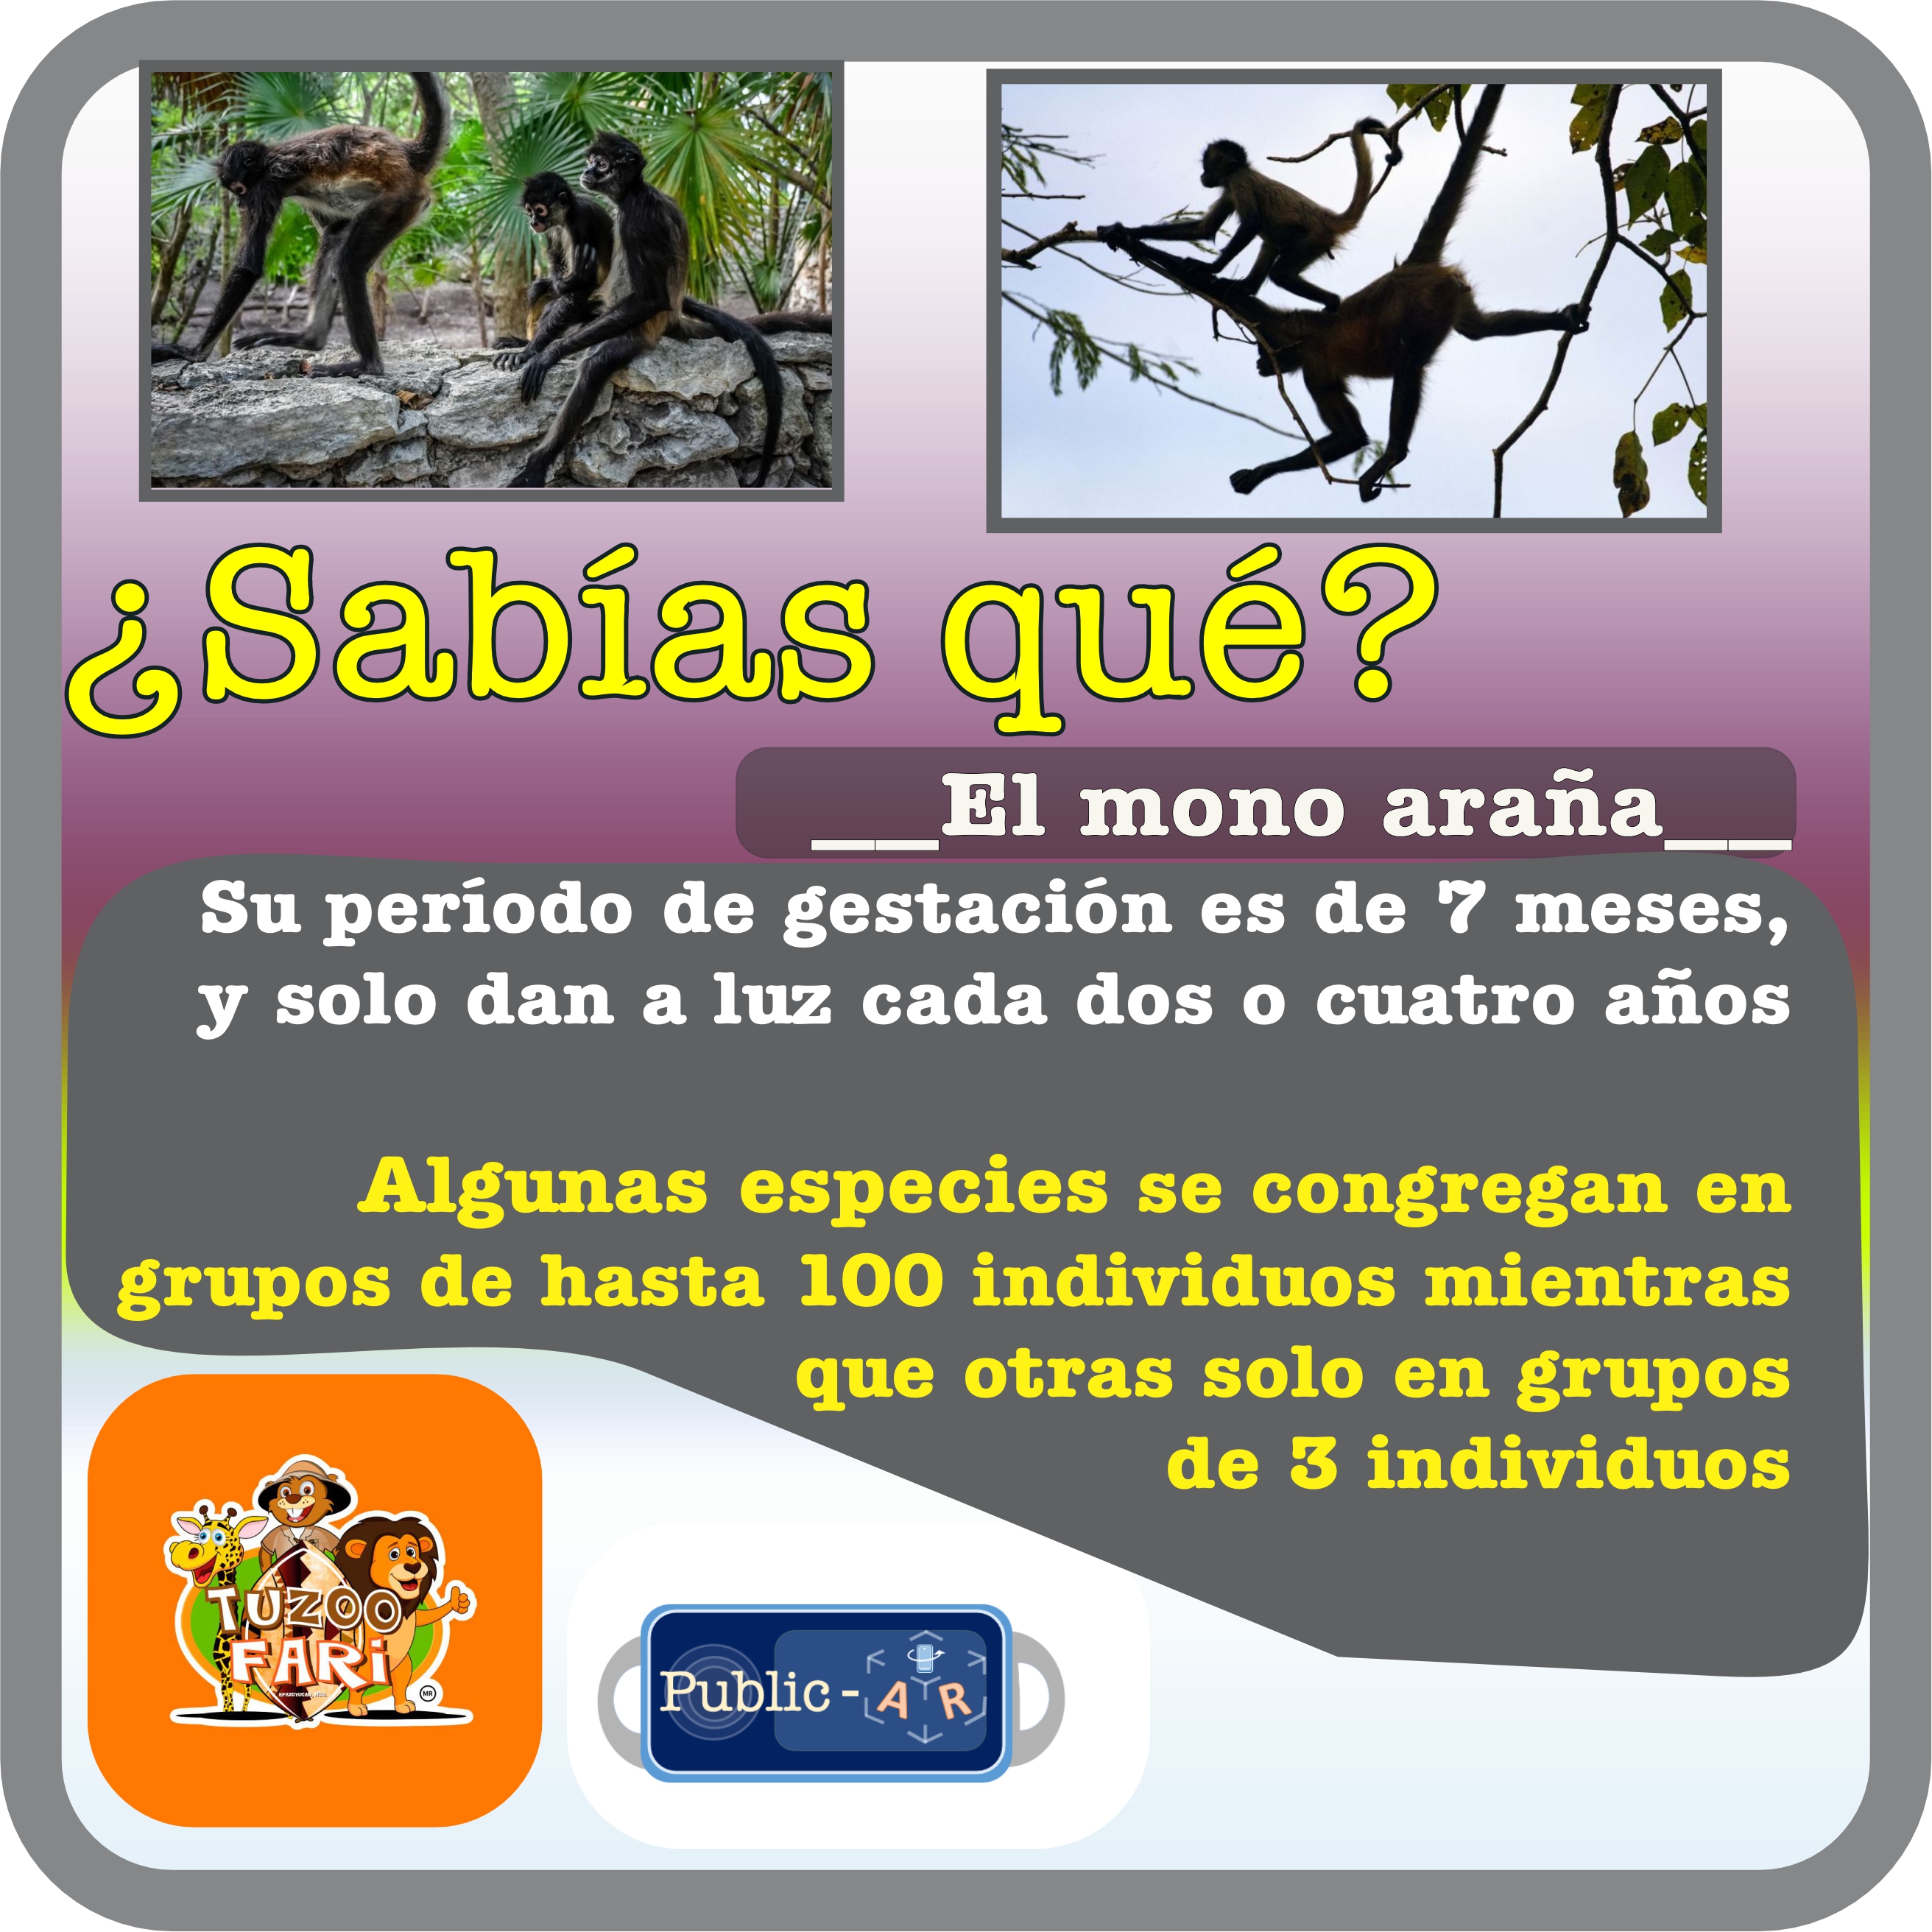 ¿Sabías qué?
__El mono araña__
Su período de gestación es de 7 meses,
y solo dan a luz cada dos o cuatro años
Algunas especies se congregan en
grupos de hasta 100 individuos mientras
que otras solo en grupos
de 3 individuos
TUZOO
FARi
MR
Public - AR